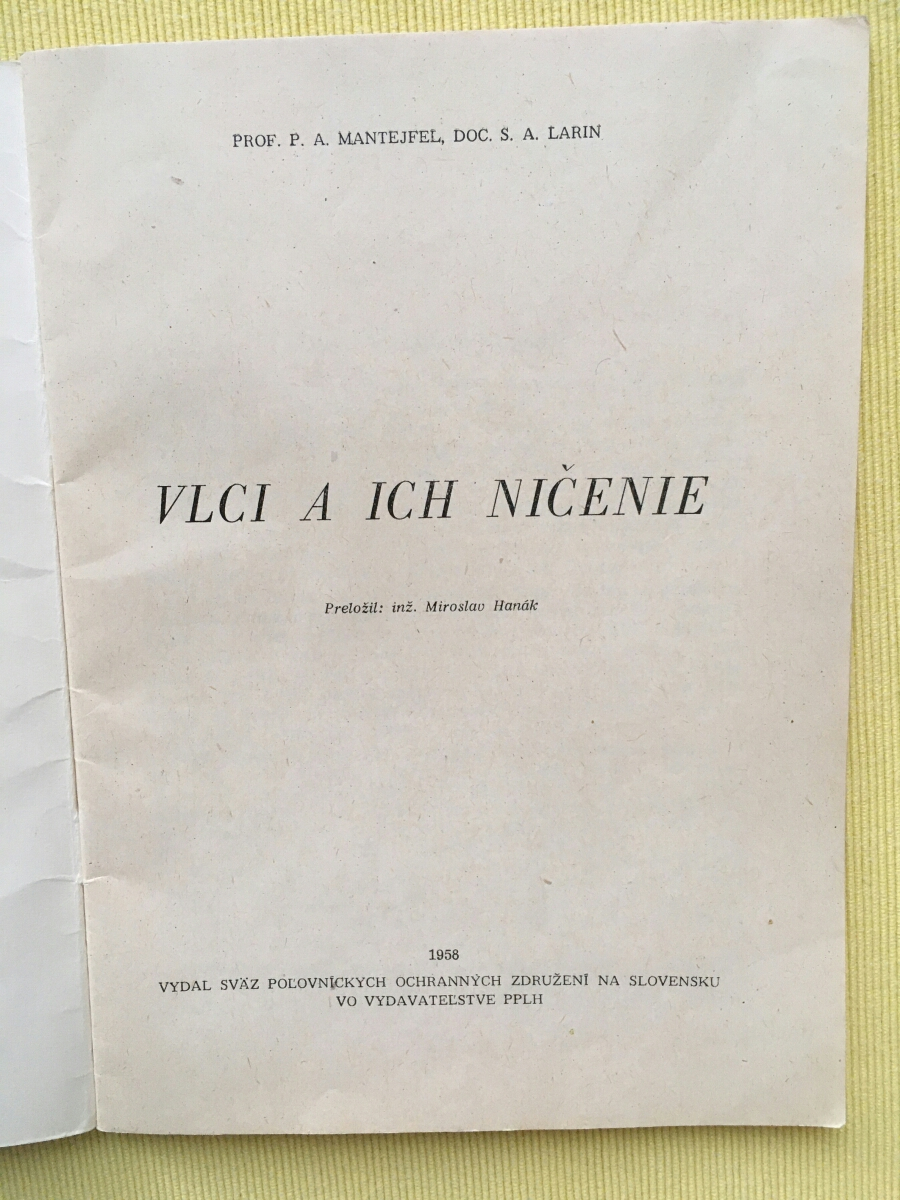 PROF. P. A. MANTEJFEL, DOC. S. A. LARIN
VLCI A ICH NIČENIE
Preložil: inž. Miroslav Hanák
1958
VYDAL SVÄZ POĽOVNÍCKYCH OCHRANNÝCH ZDRUŽENÍ NA SLOVENSKU
VO VYDAVATEĽSTVE PPLH